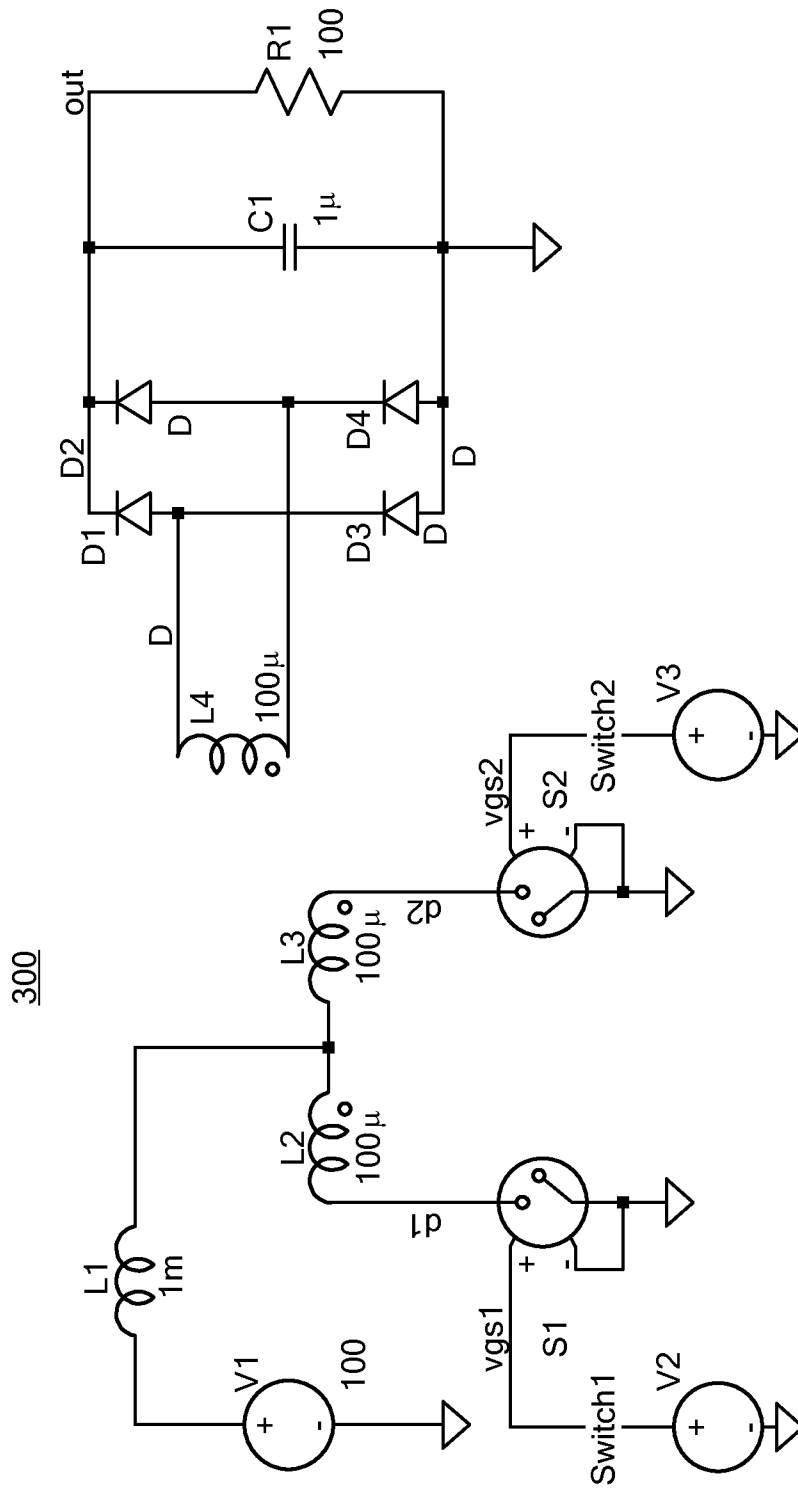 300
V1
100
L1
1m
L2
100µ
L3
100µ
d1
d2
vgs1
+
-
S1
Switch1
V2
+
-
vgs2
+
-
S2
Switch2
V3
+
-
+
-
L4
100µ
D
D1
D2
D
D3
D
D4
D
C1
1µ
out
R1
100